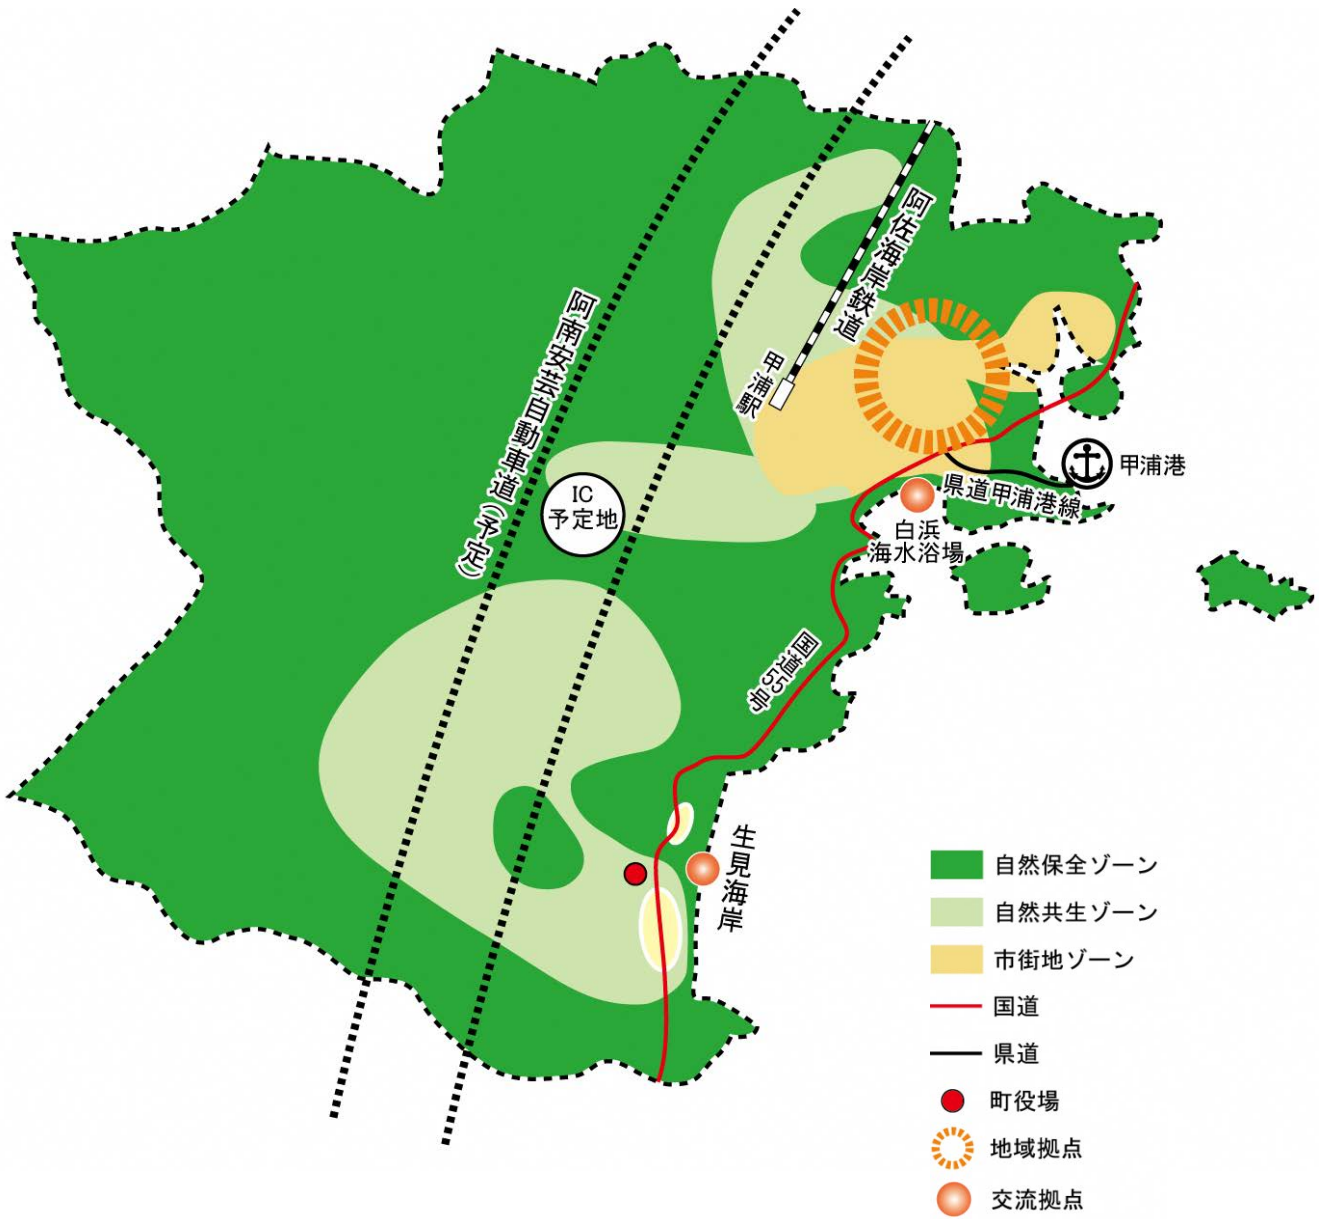 阿佐海岸鉄道
阿南安芸自動車道(予定)
甲浦駅
甲浦港
IC
予定地
県道甲浦港線
白浜
海水浴場
国道55号
生見海岸
自然保全ゾーン
自然共生ゾーン
市街地ゾーン
国道
県道
町役場
地域拠点
交流拠点